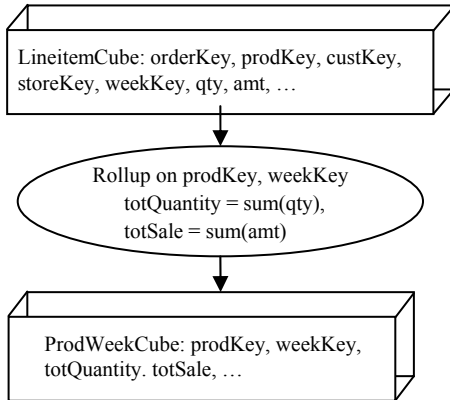 LineitemCube: orderKey, prodKey, custKey,
storeKey, weekKey, qty, amt, …
Rollup on prodKey, weekKey
totQuantity = sum(qty),
totSale = sum(amt)
ProdWeekCube: prodKey, weekKey,
totQuantity. totSale, …